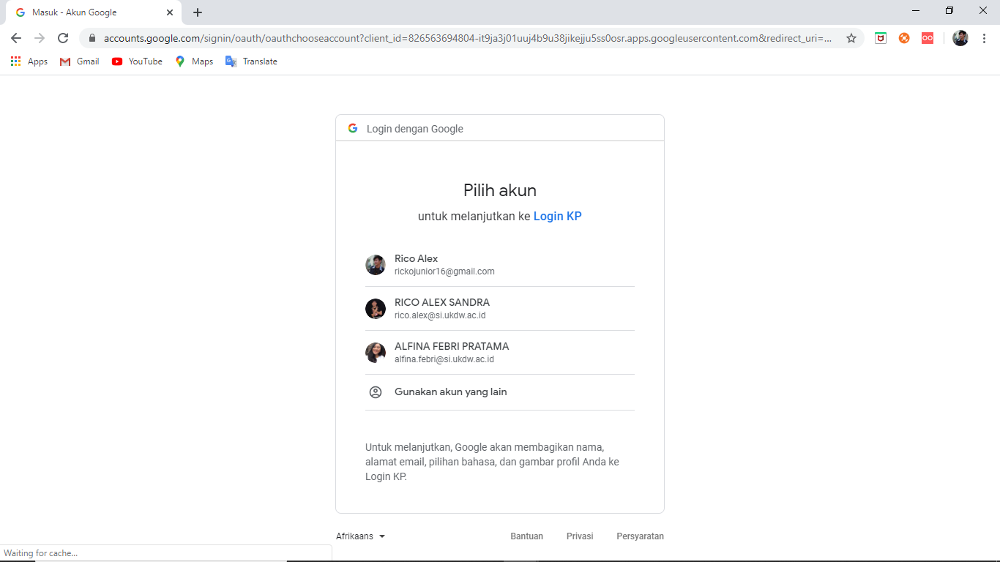 Masuk - Akun Google
accounts.google.com/signin/oauth/oauthchooseaccount?client_id=826563694804-it9ja3j01uuj4b9u38jikejju5ss0osr.apps.googleusercontent.com&redirect_uri=...
Apps Gmail YouTube Maps Translate
Login dengan Google
Pilih akun
untuk melanjutkan ke Login KP
Rico Alex
rickojunior16@gmail.com
RICO ALEX SANDRA
rico.alex@si.ukdw.ac.id
ALFINA FEBRI PRATAMA
alfina.febri@si.ukdw.ac.id
Gunakan akun yang lain
Untuk melanjutkan, Google akan membagikan nama,
alamat email, pilihan bahasa, dan gambar profil Anda ke
Login KP.
Afrikaans Bantuan Privasi Persyaratan
Waiting for cache...